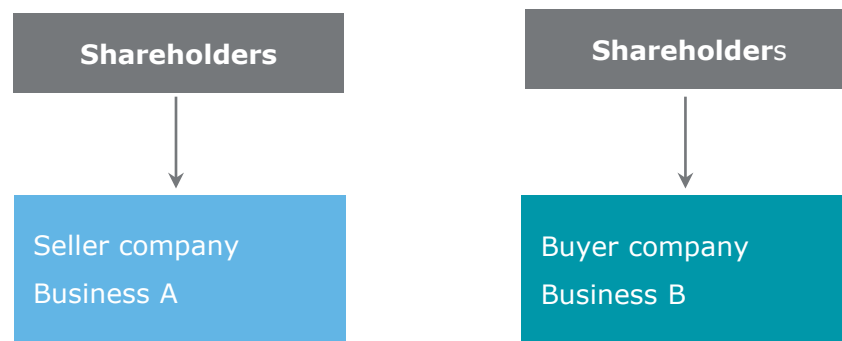 Shareholders
Shareholders
Seller company
Business A
Buyer company
Business B